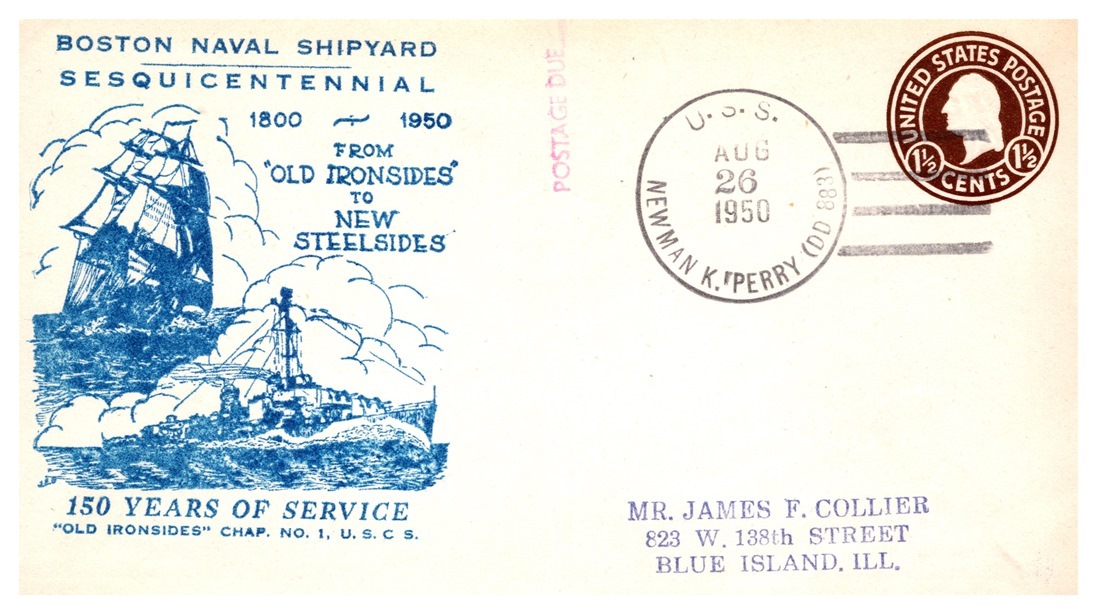 BOSTON NAVAL SHIPYARD
SESQUICENTENNIAL
1800 1950
FROM
"OLD IRONSIDES"
TO
NEW
STEELSIDES
150 YEARS OF SERVICE
"OLD IRONSIDES" CHAP. NO. 1, U. S. C S.
POSTAGE DUE
U. S. S.
AUG
26
1950
NEWMAN K. PERRY (DD 883)
UNITED STATES POSTAGE
1½ 1½
CENTS
MR. JAMES F. COLLIER
823 W. 138th STREET
BLUE ISLAND, ILL.